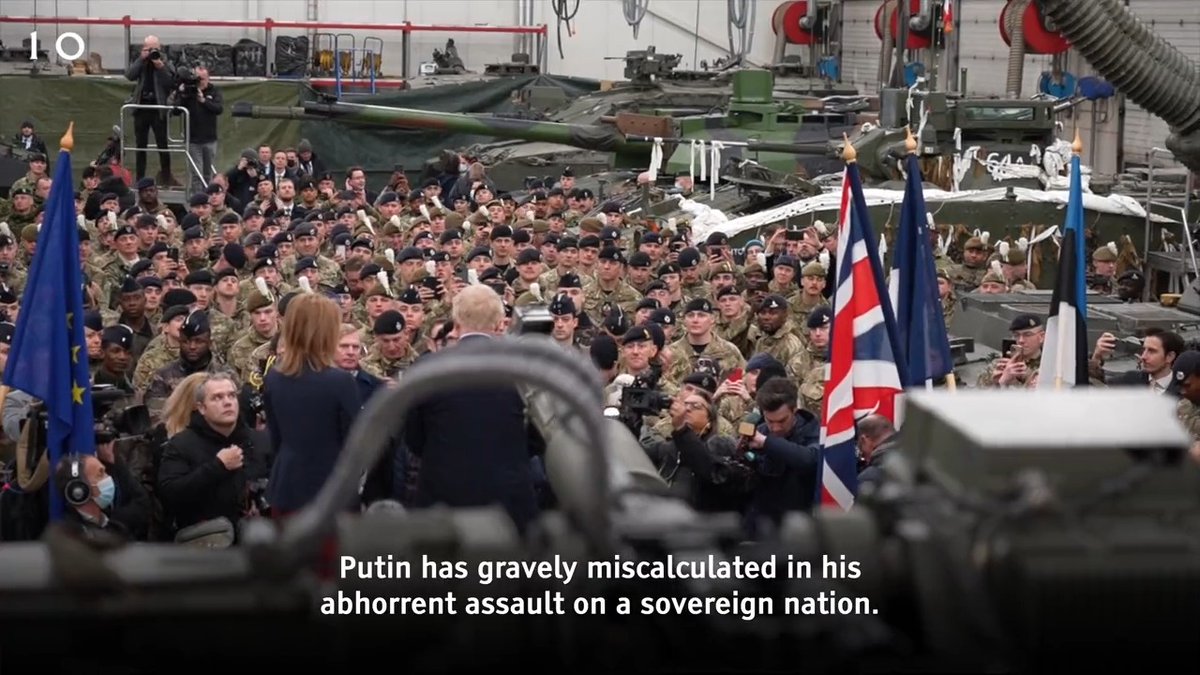 10
Putin has gravely miscalculated in his
abhorrent assault on a sovereign nation.